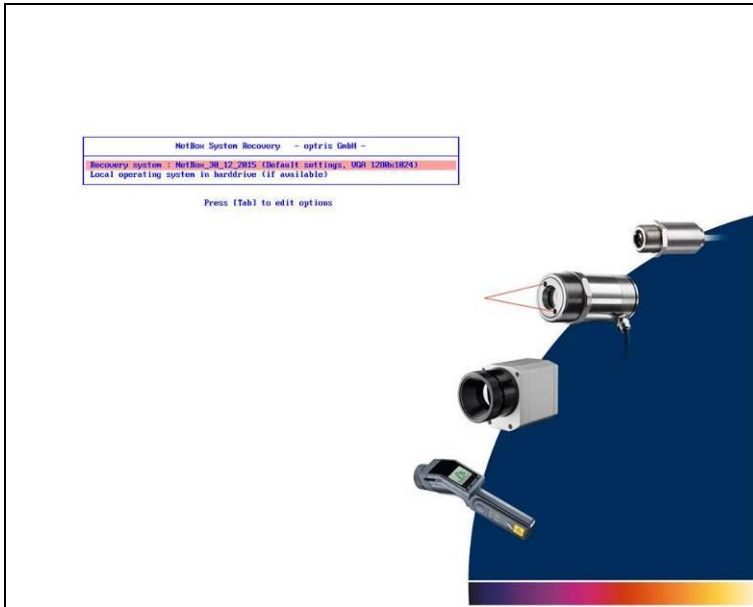 NetBox System Recovery - optris GmbH -
Recovery system : NetBox_30_12_2015 (Default settings, VGA 1280x1024)
Local operating system in harddrive (if available)
Press [Tab] to edit options